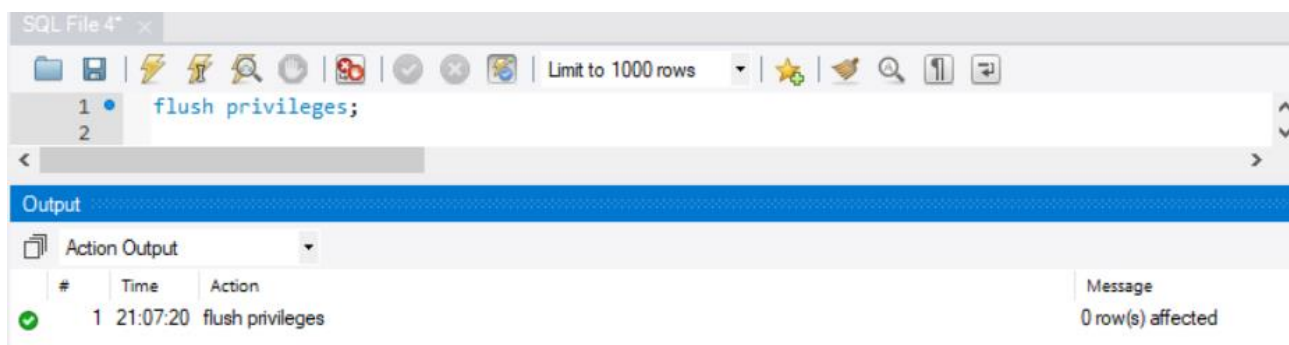 SQL File 4*
Limit to 1000 rows
1 flush privileges;
2
Output
Action Output
# Time Action Message
1 21:07:20 flush privileges 0 row(s) affected